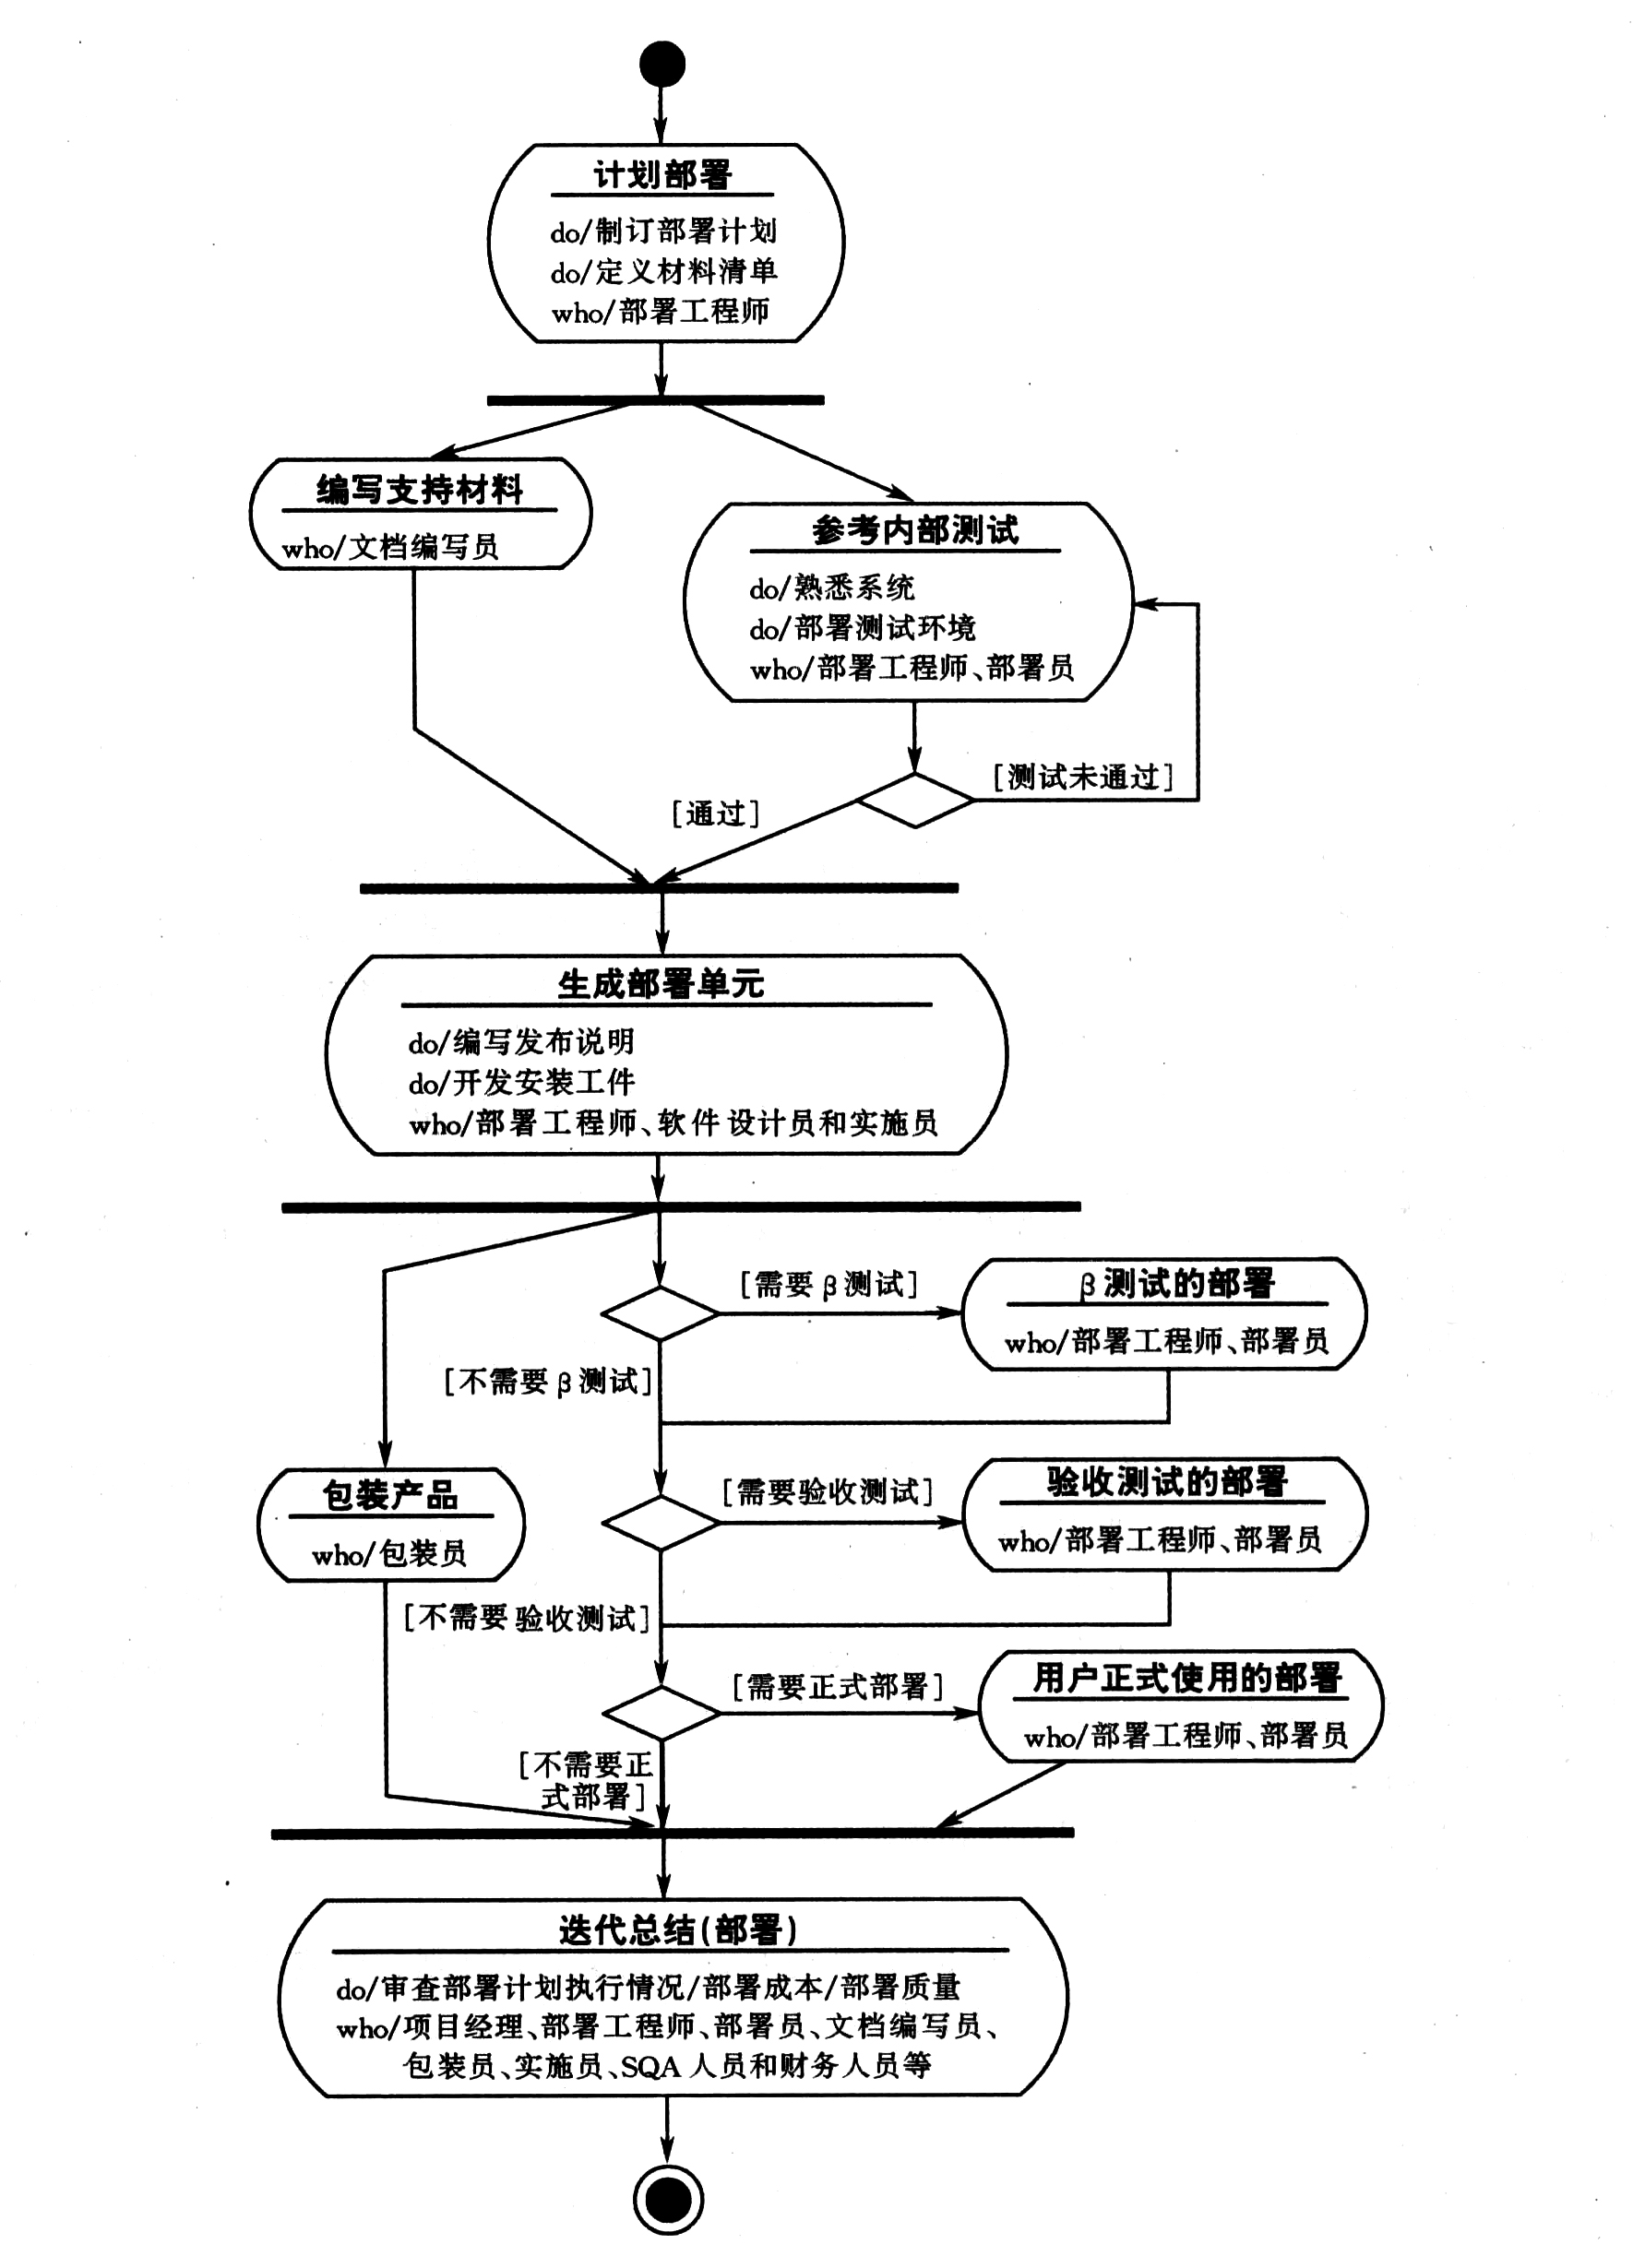 计划部署
do/制订部署计划
do/定义材料清单
who/部署工程师
编写支持材料
who/文档编写员
参考内部测试
do/熟悉系统
do/部署测试环境
who/部署工程师、部署员
[测试未通过]
[通过]
生成部署单元
do/编写发布说明
do/开发安装工件
who/部署工程师、软件设计员和实施员
[需要β测试]
β测试的部署
who/部署工程师、部署员
[不需要β测试]
包装产品
who/包装员
[需要验收测试]
验收测试的部署
who/部署工程师、部署员
[不需要验收测试]
[需要正式部署]
用户正式使用的部署
who/部署工程师、部署员
[不需要正
式部署]
迭代总结(部署)
do/审查部署计划执行情况/部署成本/部署质量
who/项目经理、部署工程师、部署员、文档编写员、
包装员、实施员、SQA人员和财务人员等